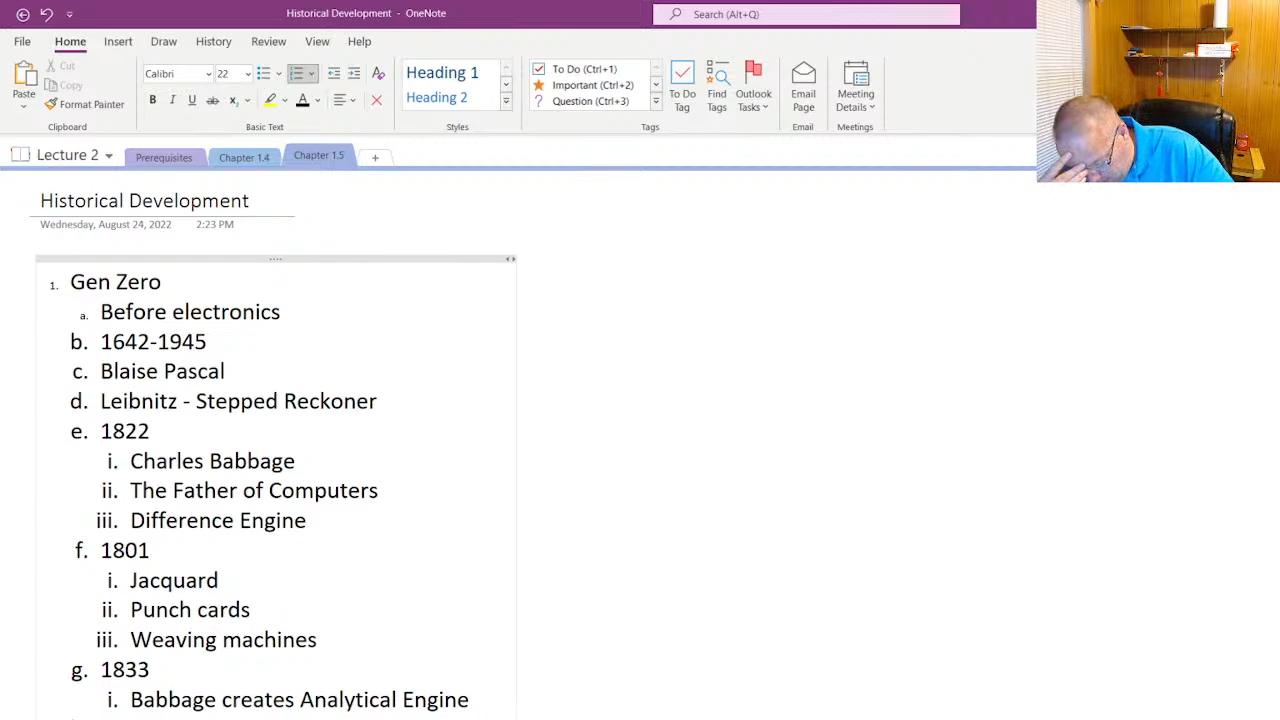 Historical Development - OneNote
Search (Alt+Q)
File Home Insert Draw History Review View Help
Paste
Cut
Copy
Format Painter
Clipboard
Calibri 22
B I U ab x₂ A
Basic Text
Heading 1
Heading 2
Styles
To Do (Ctrl+1)
Important (Ctrl+2)
Question (Ctrl+3)
To Do Tag
Find Tags
Outlook Tasks
Tags
Email Page
Email
Meeting Details
Meetings
Lecture 2 Prerequisites Chapter 1.4 Chapter 1.5 +
Historical Development
Wednesday, August 24, 2022 2:23 PM
1. Gen Zero
a. Before electronics
b. 1642-1945
c. Blaise Pascal
d. Leibnitz - Stepped Reckoner
e. 1822
i. Charles Babbage
ii. The Father of Computers
iii. Difference Engine
f. 1801
i. Jacquard
ii. Punch cards
iii. Weaving machines
g. 1833
i. Babbage creates Analytical Engine